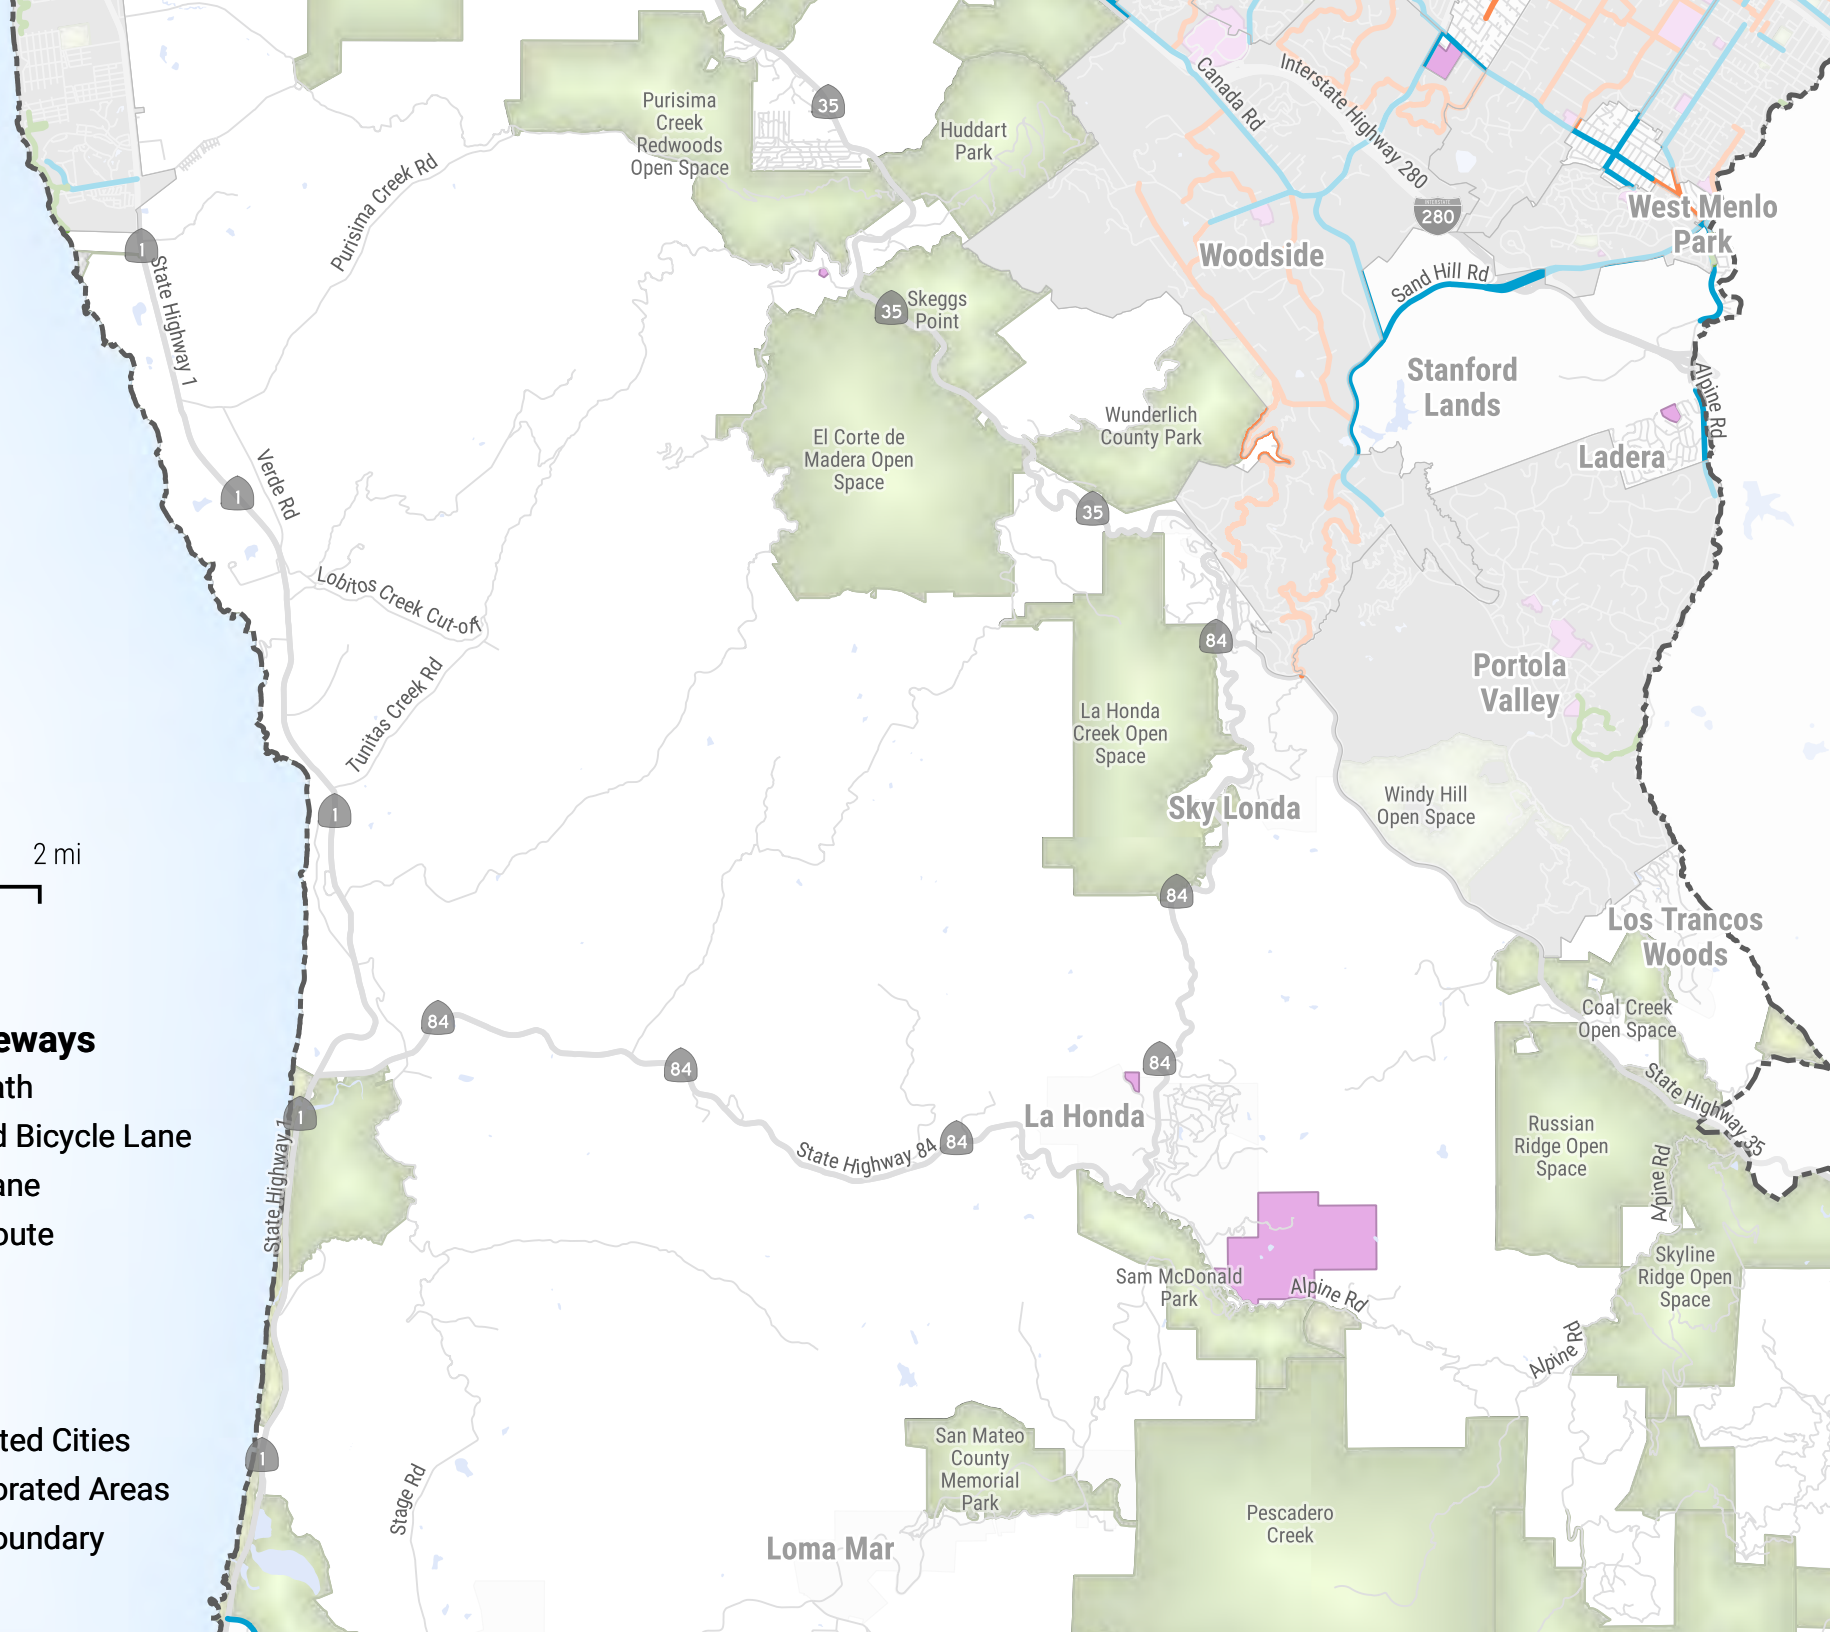 Purisima
Creek
Redwoods
Open Space
35
Huddart
Park
Canada Rd
Interstate Highway 280
INTERSTATE
280
West Menlo
Park
Woodside
Sand Hill Rd
Purisima Creek Rd
1
State Highway 1
35
Skeggs
Point
Stanford
Lands
Alpine Rd
Ladera
Wunderlich
County Park
El Corte de
Madera Open
Space
Verde Rd
1
35
Lobitos Creek Cut-off
84
Portola
Valley
Tunitas Creek Rd
La Honda
Creek Open
Space
Sky Londa
Windy Hill
Open Space
1
2 mi
84
Los Trancos
Woods
Coal Creek
Open Space
84
84
84
eways
ath
d Bicycle Lane
ane
oute
1
State Highway 1
State Highway 84
84
La Honda
State Highway 35
Russian
Ridge Open
Space
Alpine Rd
Skyline
Ridge Open
Space
Sam McDonald
Park
Alpine Rd
Alpine Rd
ted Cities
orated Areas
oundary
1
Stage Rd
San Mateo
County
Memorial
Park
Pescadero
Creek
Loma Mar